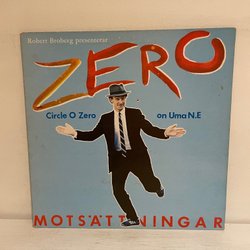 Robert Broberg presenterar
ZERO
Circle O Zero on Uma N.E
MOTSÄTTNINGAR